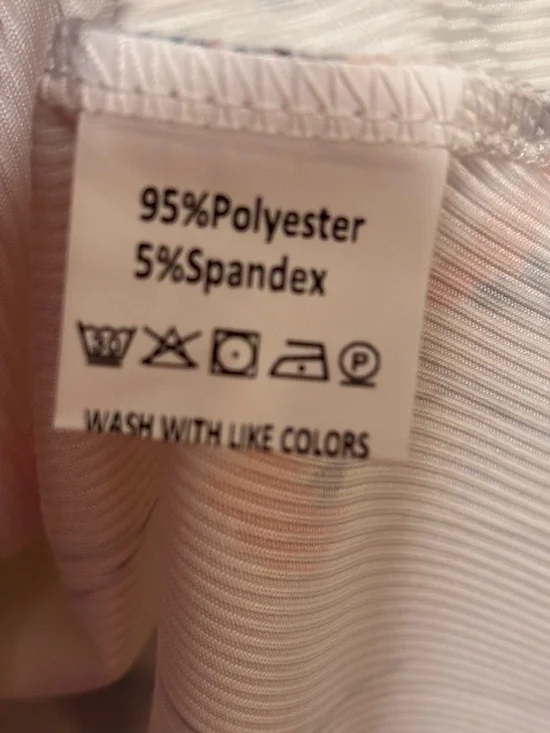 95%Polyester
5%Spandex
30 P
WASH WITH LIKE COLORS